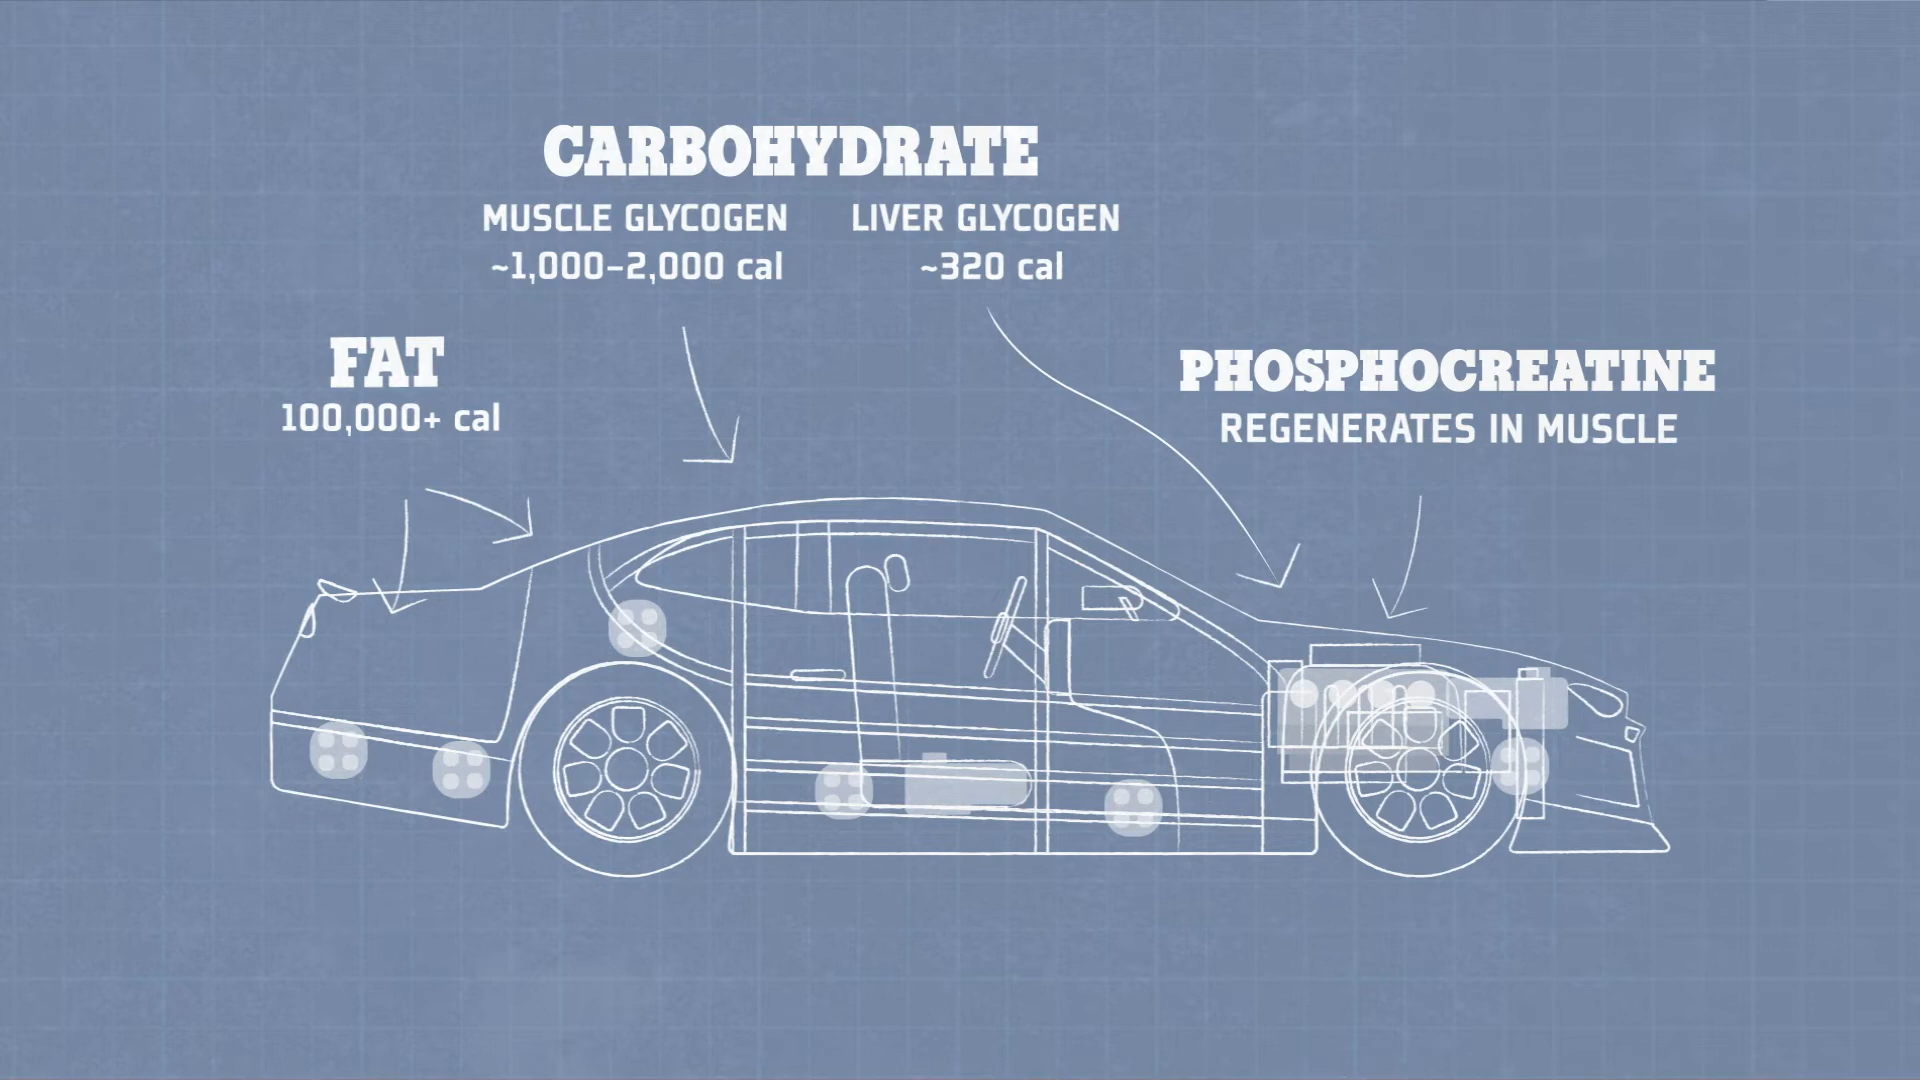 CARBOHYDRATE
MUSCLE GLYCOGEN
~1,000–2,000 cal
LIVER GLYCOGEN
~320 cal
FAT
100,000+ cal
PHOSPHOCREATINE
REGENERATES IN MUSCLE